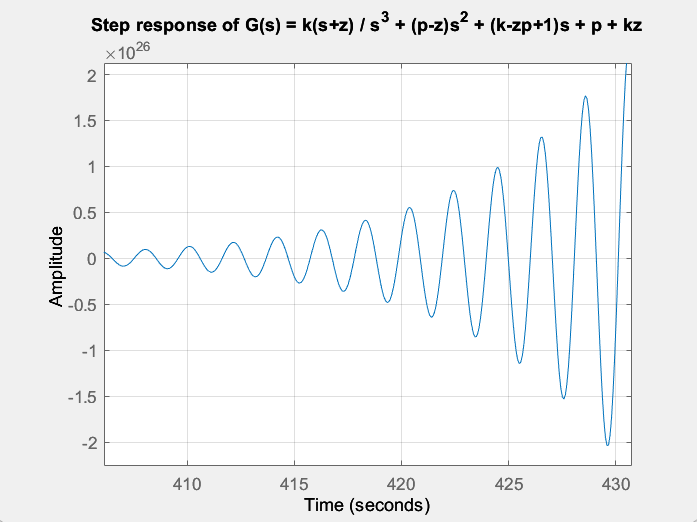 Step response of G(s) = k(s+z) / s³ + (p-z)s² + (k-zp+1)s + p + kz
×10²⁶
2
1.5
1
0.5
0
-0.5
-1
-1.5
-2
Amplitude
410 415 420 425 430
Time (seconds)